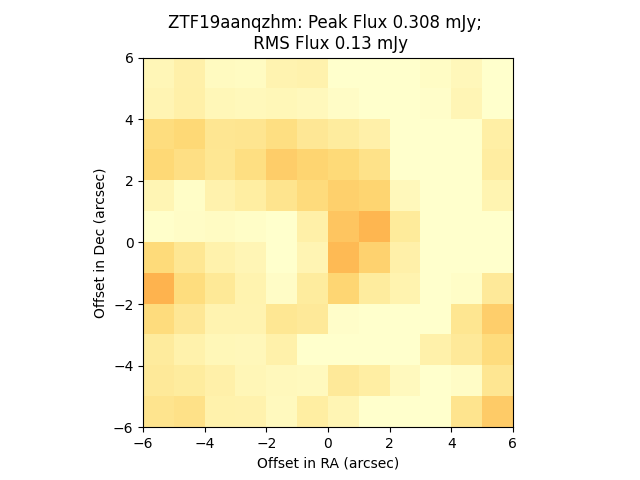 ZTF19aanqzhm: Peak Flux 0.308 mJy;
RMS Flux 0.13 mJy
6
4
2
0
−2
−4
−6
Offset in Dec (arcsec)
−6 −4 −2 0 2 4 6
Offset in RA (arcsec)